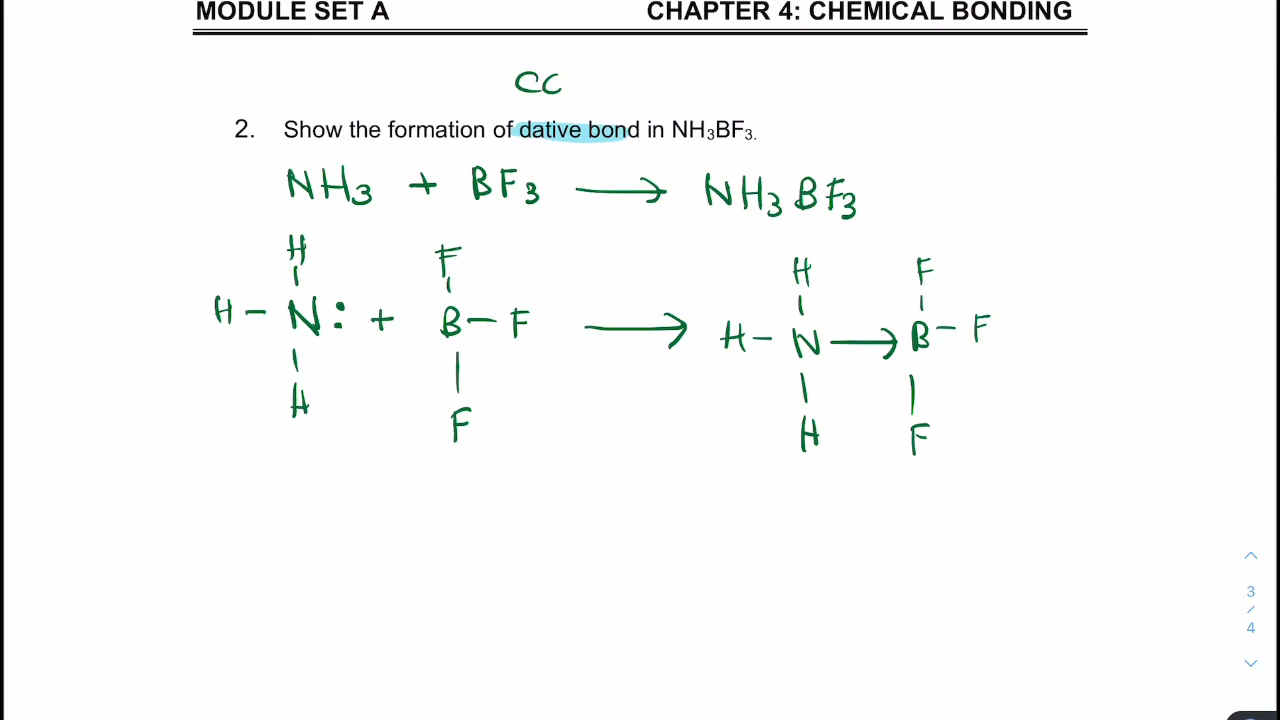 MODULE SET A CHAPTER 4: CHEMICAL BONDING
CC
2. Show the formation of dative bond in NH₃BF₃.
NH₃ + BF₃ ⟶ NH₃BF₃
H F H F
H – N: + B – F ⟶ H – N ⟶ B – F
H F H F
3
/
4